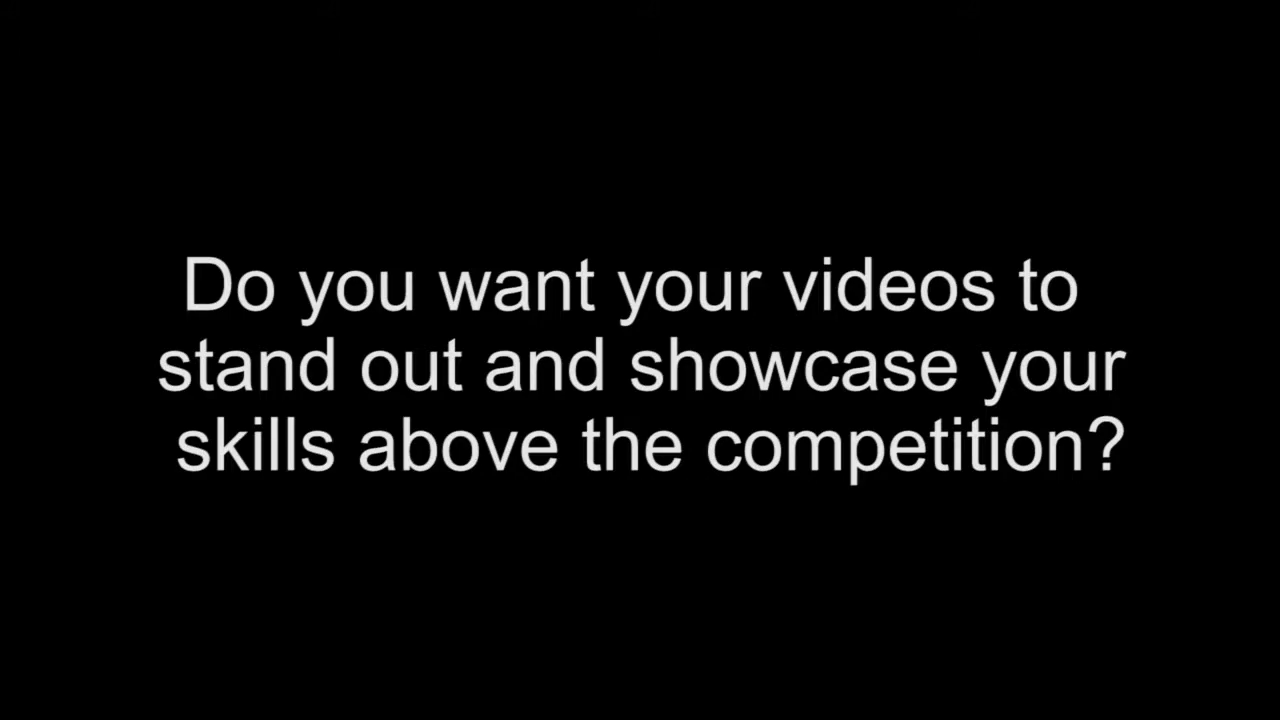 Do you want your videos to
stand out and showcase your
skills above the competition?